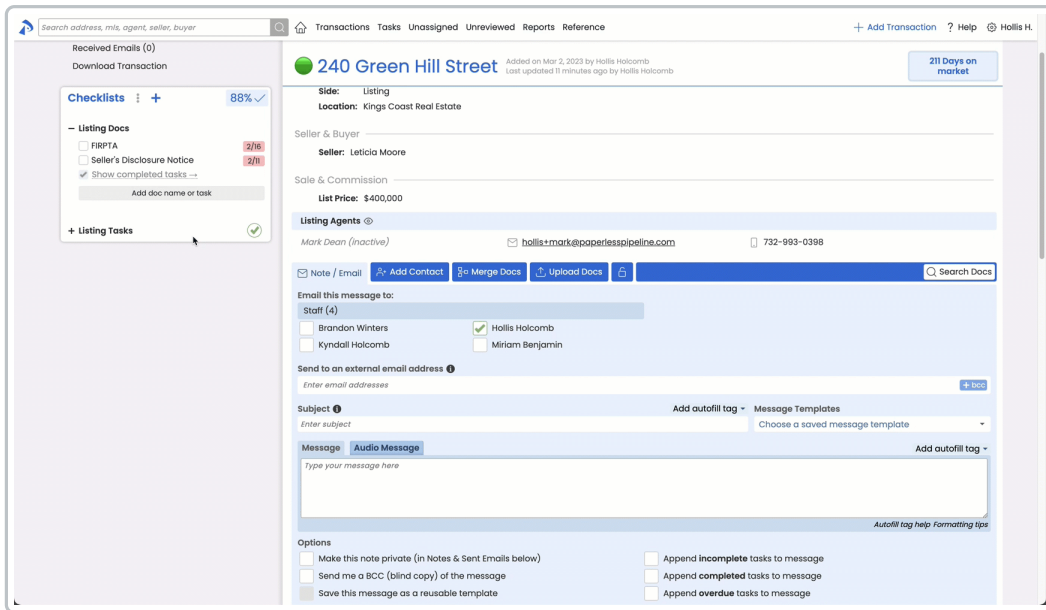 Search address, mls, agent, seller, buyer
Transactions Tasks Unassigned Unreviewed Reports Reference
+ Add Transaction ? Help Hollis H.
Received Emails (0)
Download Transaction
Checklists + 88%
− Listing Docs
FIRPTA 2/16
Seller's Disclosure Notice 2/11
Show completed tasks →
Add doc name or task
+ Listing Tasks
240 Green Hill Street
Added on Mar 2, 2023 by Hollis Holcomb
Last updated 11 minutes ago by Hollis Holcomb
211 Days on
market
Side: Listing
Location: Kings Coast Real Estate
Seller & Buyer
Seller: Leticia Moore
Sale & Commission
List Price: $400,000
Listing Agents
Mark Dean (inactive) hollis+mark@paperlesspipeline.com 732-993-0398
Note / Email Add Contact Merge Docs Upload Docs Search Docs
Email this message to:
Staff (4)
Brandon Winters Hollis Holcomb
Kyndall Holcomb Miriam Benjamin
Send to an external email address
Enter email addresses + bcc
Subject Add autofill tag Message Templates
Enter subject Choose a saved message template
Message Audio Message Add autofill tag
Type your message here
Autofill tag help Formatting tips
Options
Make this note private (in Notes & Sent Emails below) Append incomplete tasks to message
Send me a BCC (blind copy) of the message Append completed tasks to message
Save this message as a reusable template Append overdue tasks to message